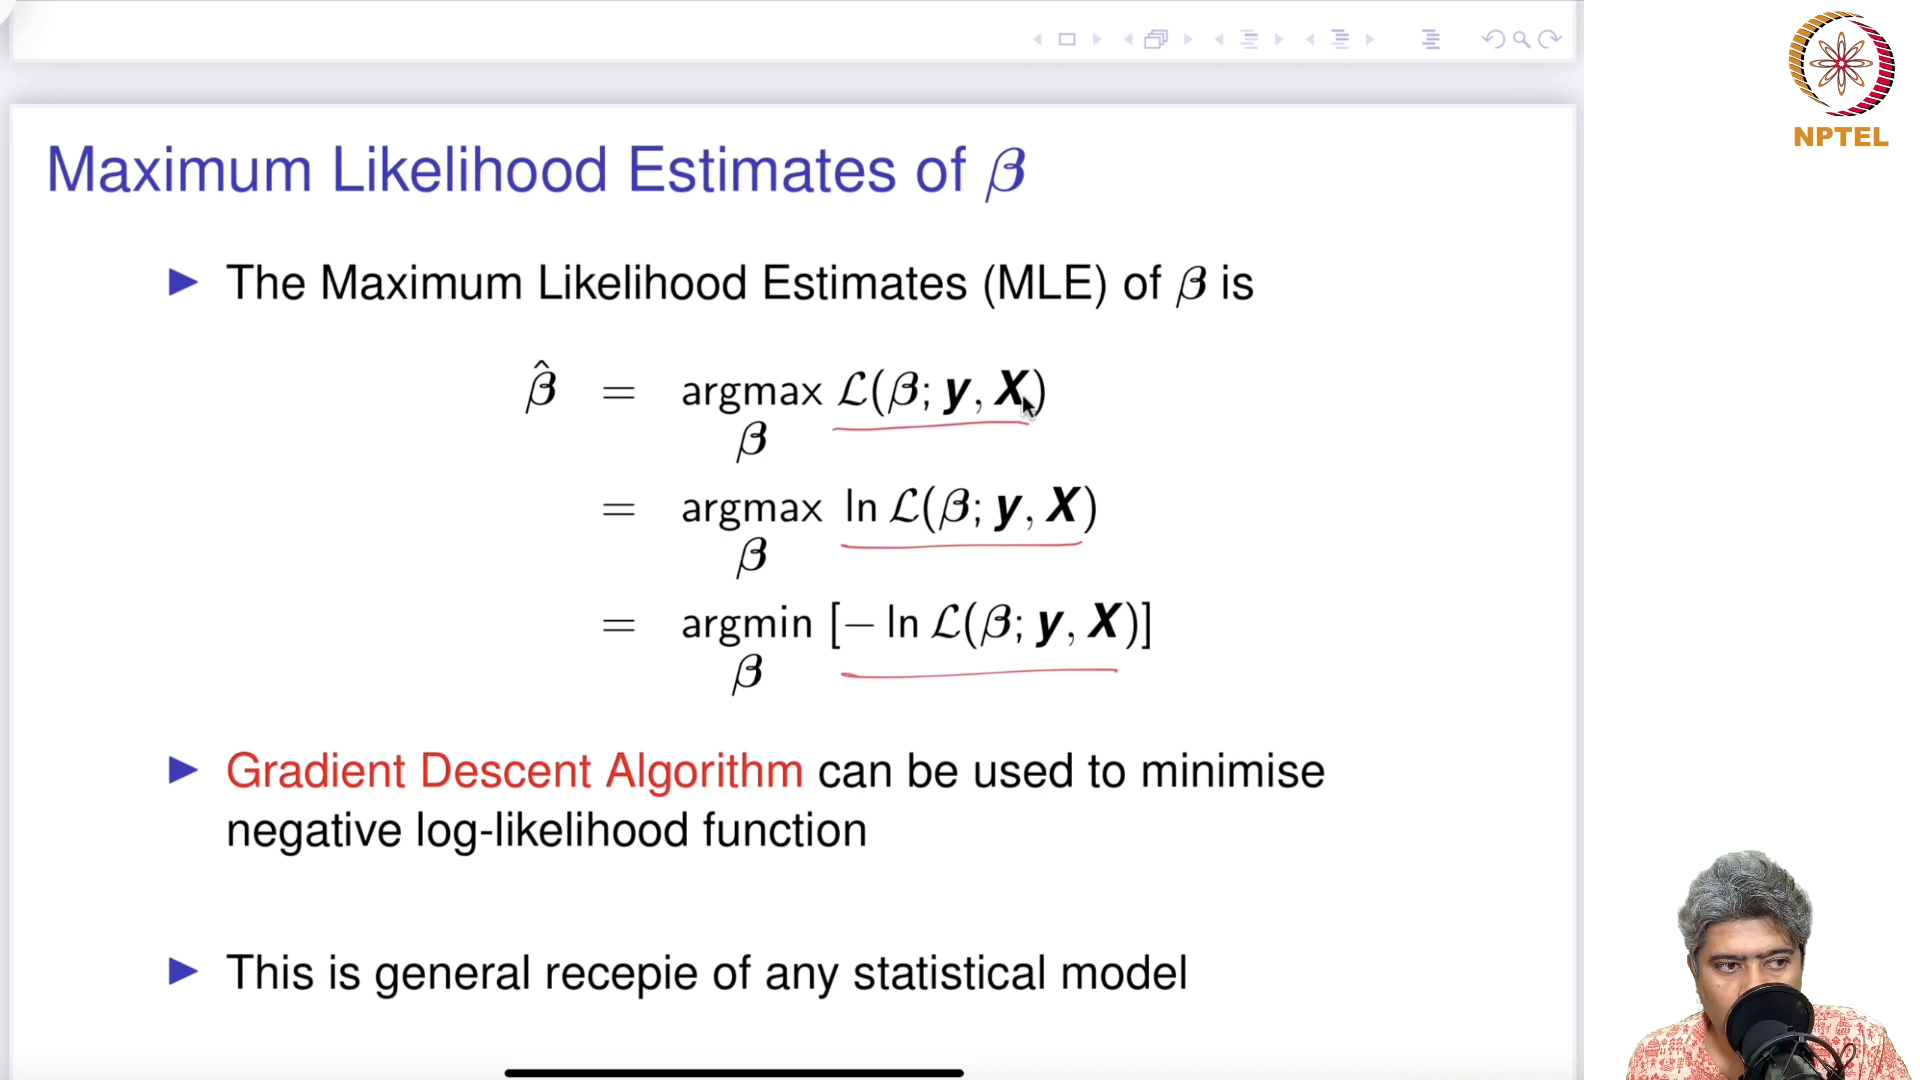 NPTEL
Maximum Likelihood Estimates of β
▶ The Maximum Likelihood Estimates (MLE) of β is
β̂ = argmax ℒ(β; y, X)
β
= argmax ln ℒ(β; y, X)
β
= argmin [− ln ℒ(β; y, X)]
β
▶ Gradient Descent Algorithm can be used to minimise
negative log-likelihood function
▶ This is general recepie of any statistical model